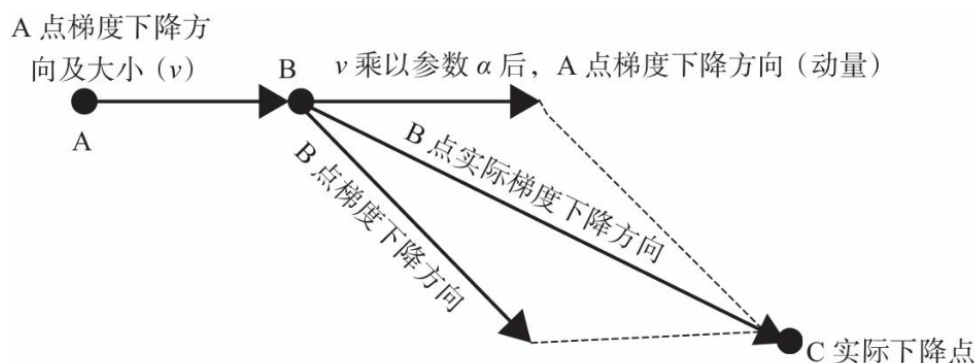 A 点梯度下降方
向及大小（v）
B
v 乘以参数 α 后，A 点梯度下降方向（动量）
A
B 点实际梯度下降方向
B 点梯度下降方向
C 实际下降点